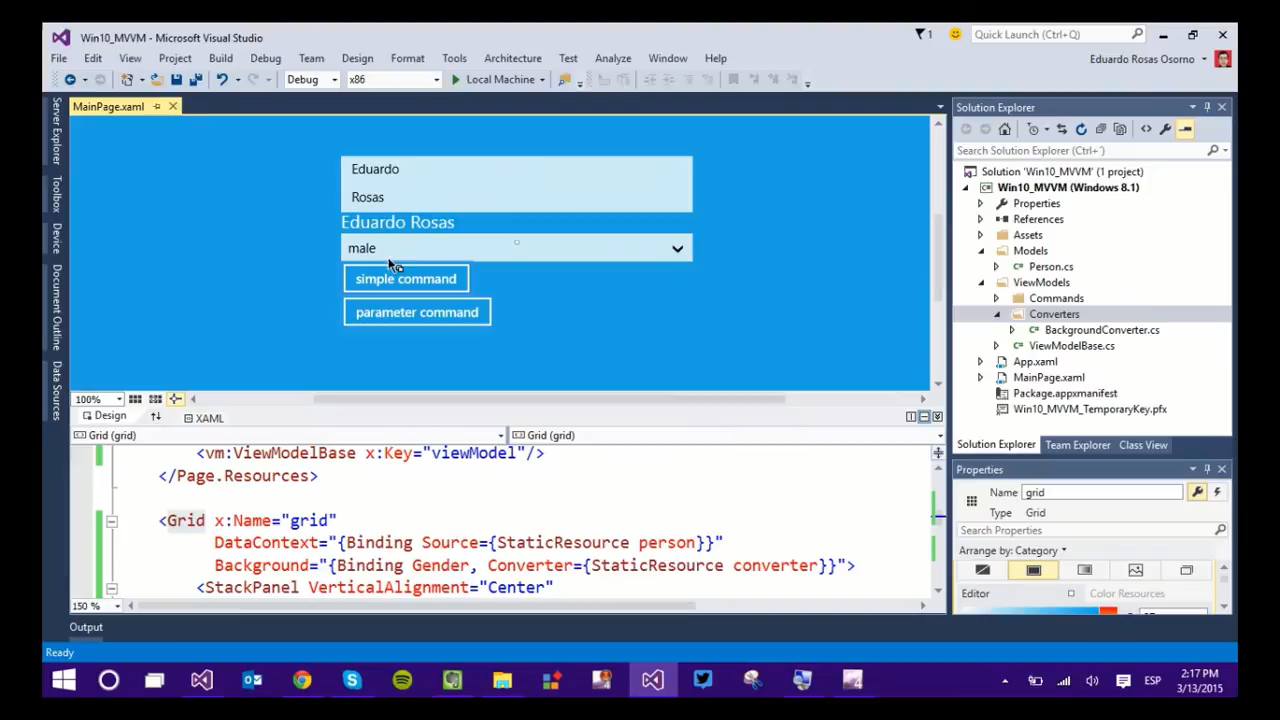 Win10_MVVM - Microsoft Visual Studio
1
Quick Launch (Ctrl+Q)
File Edit View Project Build Debug Team Format Design Tools Architecture Test Analyze Window Help
Eduardo Rosas Osorno
Debug x86 Local Machine
MainPage.xaml
Server Explorer
Toolbox
Device
Document Outline
Data Sources
Eduardo
Rosas
Eduardo Rosas
male
simple command
parameter command
100%
Design XAML
Grid (grid) Grid (grid)
<vm:ViewModelBase x:Key="viewModel"/>
</Page.Resources>
<Grid x:Name="grid"
DataContext="{Binding Source={StaticResource person}}"
Background="{Binding Gender, Converter={StaticResource converter}}">
<StackPanel VerticalAlignment="Center"
150 %
Output
Ready
Solution Explorer
Search Solution Explorer (Ctrl+´)
Solution 'Win10_MVVM' (1 project)
Win10_MVVM (Windows 8.1)
Properties
References
Assets
Models
Person.cs
ViewModels
Commands
Converters
BackgroundConverter.cs
ViewModelBase.cs
App.xaml
MainPage.xaml
Package.appxmanifest
Win10_MVVM_TemporaryKey.pfx
Solution Explorer Team Explorer Class View
Properties
Name grid
Type Grid
Search Properties
Arrange by: Category
Editor Color Resources
ESP
2:17 PM
3/13/2015